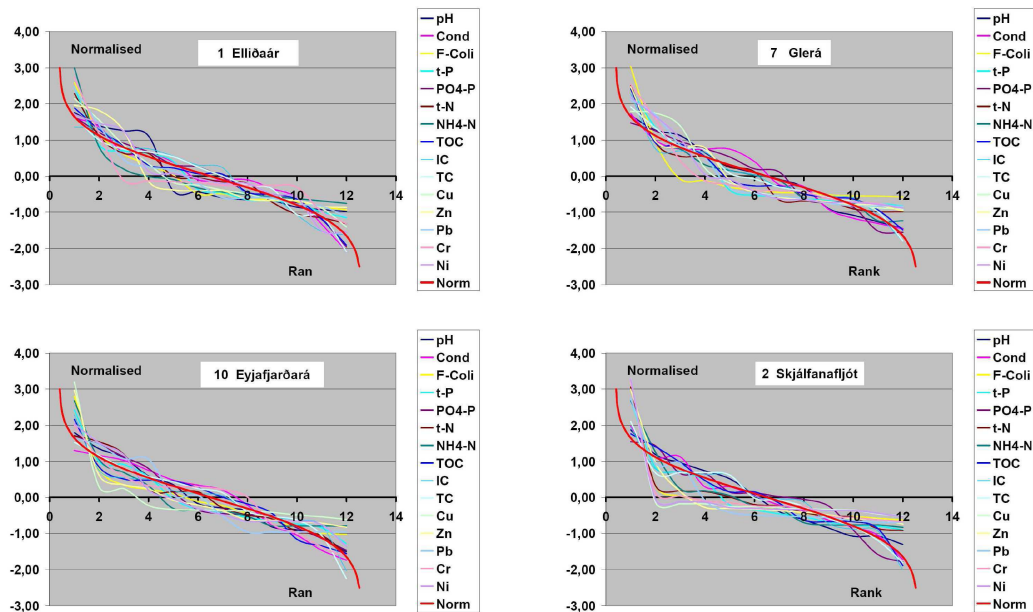 4,00
3,00
2,00
1,00
0,00
-1,00
-2,00
-3,00
Normalised
1 Elliðaár
0 2 4 6 8 10 12 14
Ran
pH
Cond
F-Coli
t-P
PO4-P
t-N
NH4-N
TOC
IC
TC
Cu
Zn
Pb
Cr
Ni
Norm
4,00
3,00
2,00
1,00
0,00
-1,00
-2,00
-3,00
Normalised
7 Glerá
0 2 4 6 8 10 12 14
Rank
pH
Cond
F-Coli
t-P
PO4-P
t-N
NH4-N
TOC
IC
TC
Cu
Zn
Pb
Cr
Ni
Norm
4,00
3,00
2,00
1,00
0,00
-1,00
-2,00
-3,00
Normalised
10 Eyjafjarðará
0 2 4 6 8 10 12 14
Ran
pH
Cond
F-Coli
t-P
PO4-P
t-N
NH4-N
TOC
IC
TC
Cu
Zn
Pb
Cr
Ni
Norm
4,00
3,00
2,00
1,00
0,00
-1,00
-2,00
-3,00
Normalised
2 Skjálfanafljót
0 2 4 6 8 10 12 14
Rank
pH
Cond
F-Coli
t-P
PO4-P
t-N
NH4-N
TOC
IC
TC
Cu
Zn
Pb
Cr
Ni
Norm